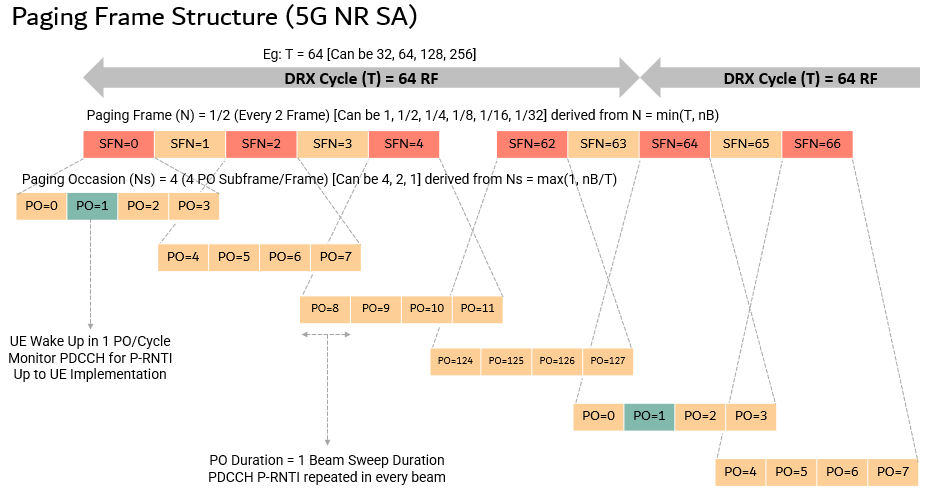 Paging Frame Structure (5G NR SA)
Eg: T = 64 [Can be 32, 64, 128, 256]
DRX Cycle (T) = 64 RF
DRX Cycle (T) = 64 RF
Paging Frame (N) = 1/2 (Every 2 Frame) [Can be 1, 1/2, 1/4, 1/8, 1/16, 1/32] derived from N = min(T, nB)
SFN=0 SFN=1 SFN=2 SFN=3 SFN=4 SFN=62 SFN=63 SFN=64 SFN=65 SFN=66
Paging Occasion (Ns) = 4 (4 PO Subframe/Frame) [Can be 4, 2, 1] derived from Ns = max(1, nB/T)
PO=0 PO=1 PO=2 PO=3
PO=4 PO=5 PO=6 PO=7
PO=8 PO=9 PO=10 PO=11
UE Wake Up in 1 PO/Cycle
Monitor PDCCH for P-RNTI
Up to UE Implementation
PO=124 PO=125 PO=126 PO=127
PO=0 PO=1 PO=2 PO=3
PO Duration = 1 Beam Sweep Duration
PDCCH P-RNTI repeated in every beam
PO=4 PO=5 PO=6 PO=7